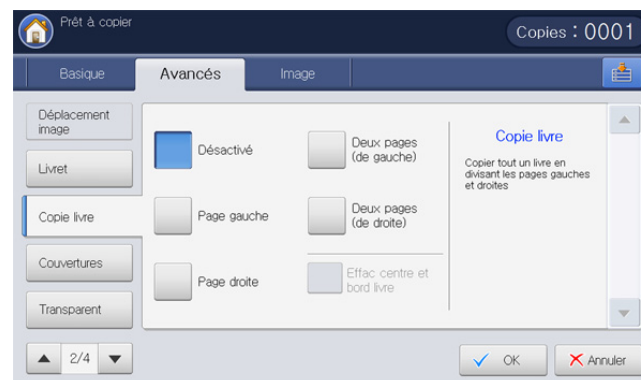 Prêt à copier
Copies : 0001
Basique
Avancés
Image
Déplacement
image
Livret
Copie livre
Couvertures
Transparent
2/4
Désactivé
Page gauche
Page droite
Deux pages
(de gauche)
Deux pages
(de droite)
Effac centre et
bord livre
Copie livre
Copier tout un livre en
divisant les pages gauches
et droites
OK
Annuler